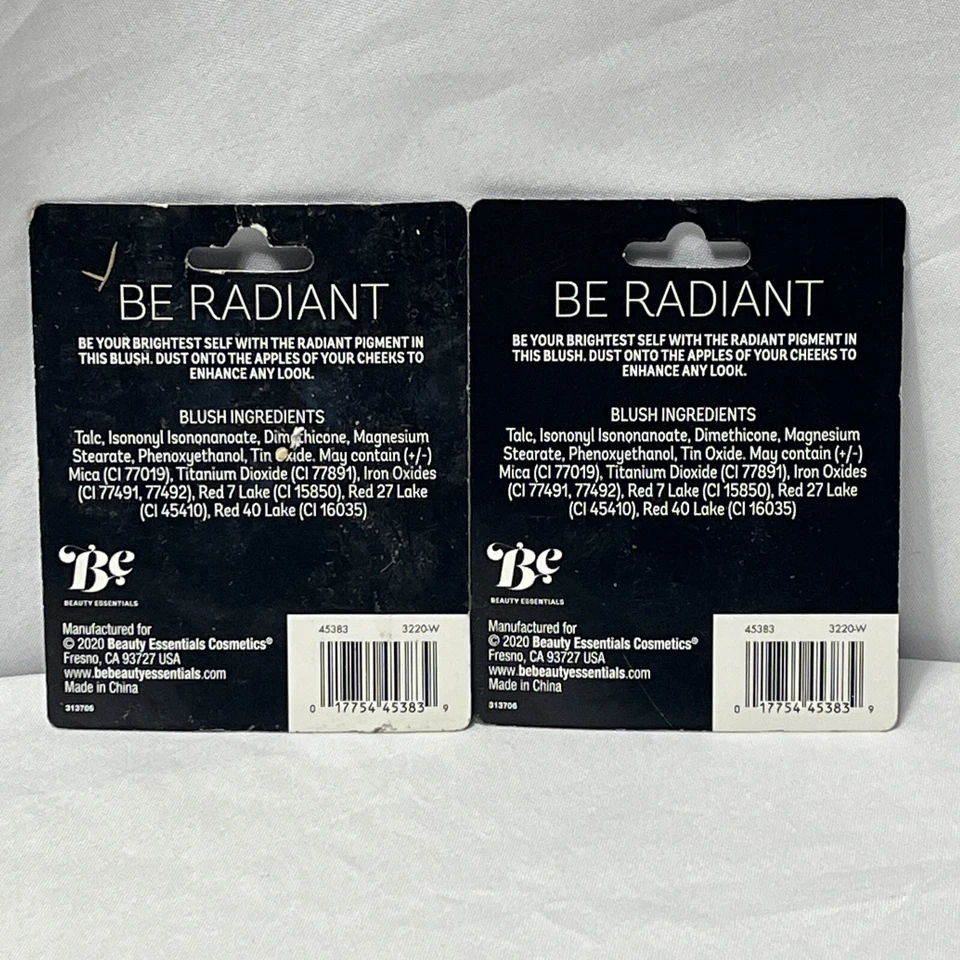 BE RADIANT
BE YOUR BRIGHTEST SELF WITH THE RADIANT PIGMENT IN
THIS BLUSH. DUST ONTO THE APPLES OF YOUR CHEEKS TO
ENHANCE ANY LOOK.
BLUSH INGREDIENTS
Talc, Isononyl Isononanoate, Dimethicone, Magnesium
Stearate, Phenoxyethanol, Tin Oxide. May contain (+/-)
Mica (CI 77019), Titanium Dioxide (CI 77891), Iron Oxides
(CI 77491, 77492), Red 7 Lake (CI 15850), Red 27 Lake
(CI 45410), Red 40 Lake (CI 16035)
Be
BEAUTY ESSENTIALS
Manufactured for
© 2020 Beauty Essentials Cosmetics®
Fresno, CA 93727 USA
www.bebeautyessentials.com
Made in China
313706
45383 3220-W
0 17754 45383 9
BE RADIANT
BE YOUR BRIGHTEST SELF WITH THE RADIANT PIGMENT IN
THIS BLUSH. DUST ONTO THE APPLES OF YOUR CHEEKS TO
ENHANCE ANY LOOK.
BLUSH INGREDIENTS
Talc, Isononyl Isononanoate, Dimethicone, Magnesium
Stearate, Phenoxyethanol, Tin Oxide. May contain (+/-)
Mica (CI 77019), Titanium Dioxide (CI 77891), Iron Oxides
(CI 77491, 77492), Red 7 Lake (CI 15850), Red 27 Lake
(CI 45410), Red 40 Lake (CI 16035)
Be
BEAUTY ESSENTIALS
Manufactured for
© 2020 Beauty Essentials Cosmetics®
Fresno, CA 93727 USA
www.bebeautyessentials.com
Made in China
313706
45383 3220-W
0 17754 45383 9